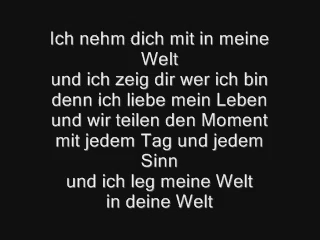 Ich nehm dich mit in meine
Welt
und ich zeig dir wer ich bin
denn ich liebe mein Leben
und wir teilen den Moment
mit jedem Tag und jedem
Sinn
und ich leg meine Welt
in deine Welt